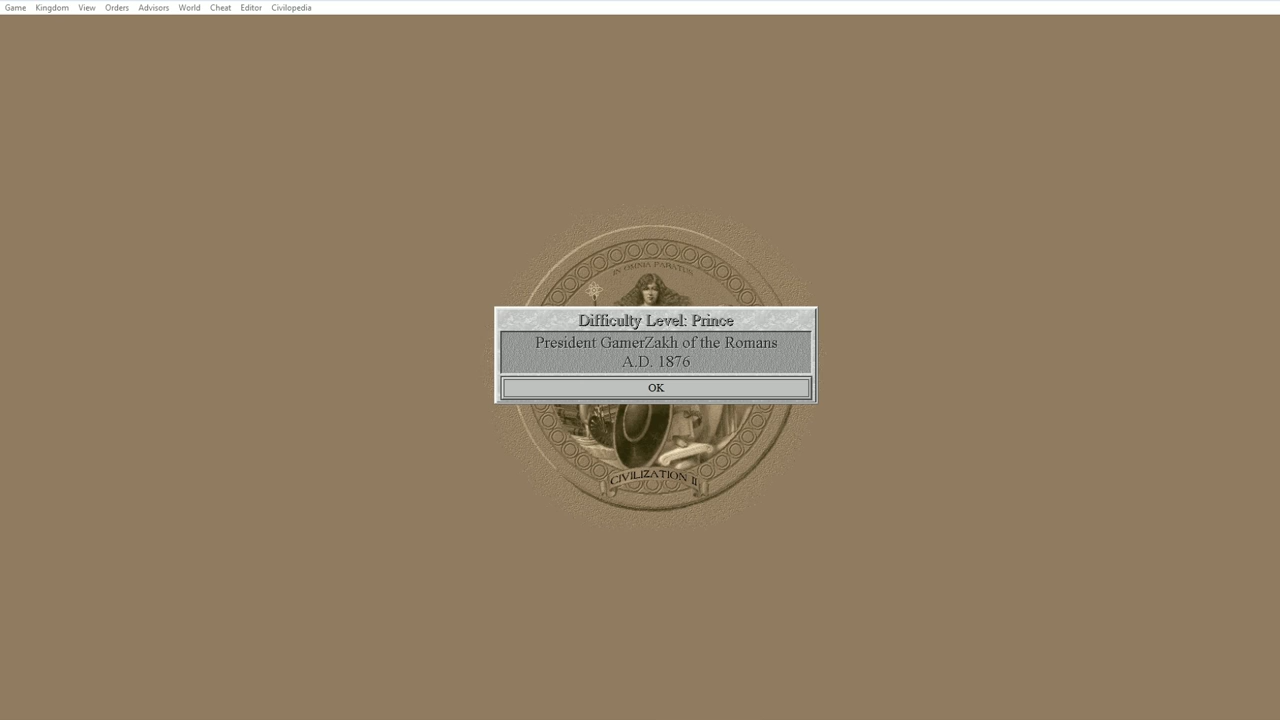 Game Kingdom View Orders Advisors World Cheat Editor Civilopedia
IN OMNIA PARATUS
Difficulty Level: Prince
President GamerZakh of the Romans
A.D. 1876
OK
CIVILIZATION II